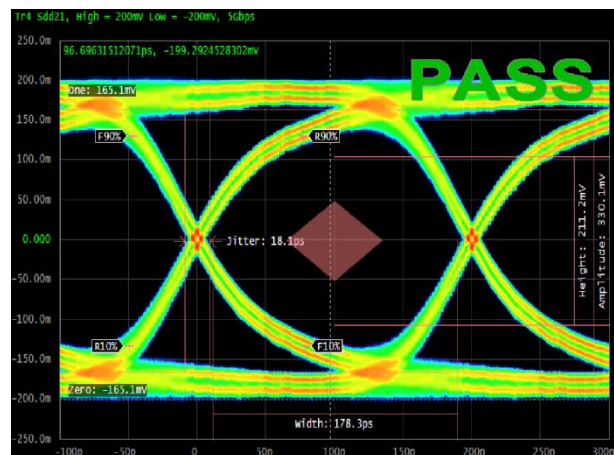 Tr4 Sdd21, High = 200mV Low = -200mV, 5Gbps
250.0m
96.69631512071ps, -199.2924528302mV
PASS
200.0m
One: 165.1mV
150.0m
F90%
R90%
100.0m
50.00m
0.000
Jitter: 18.1ps
Height: 211.2mV
Amplitude: 330.1mV
-50.00m
-100.0m
R10%
F10%
-150.0m
Zero: -165.1mV
-200.0m
Width: 178.3ps
-250.0m
-100p
-50p
0
50p
100p
150p
200p
250p
300